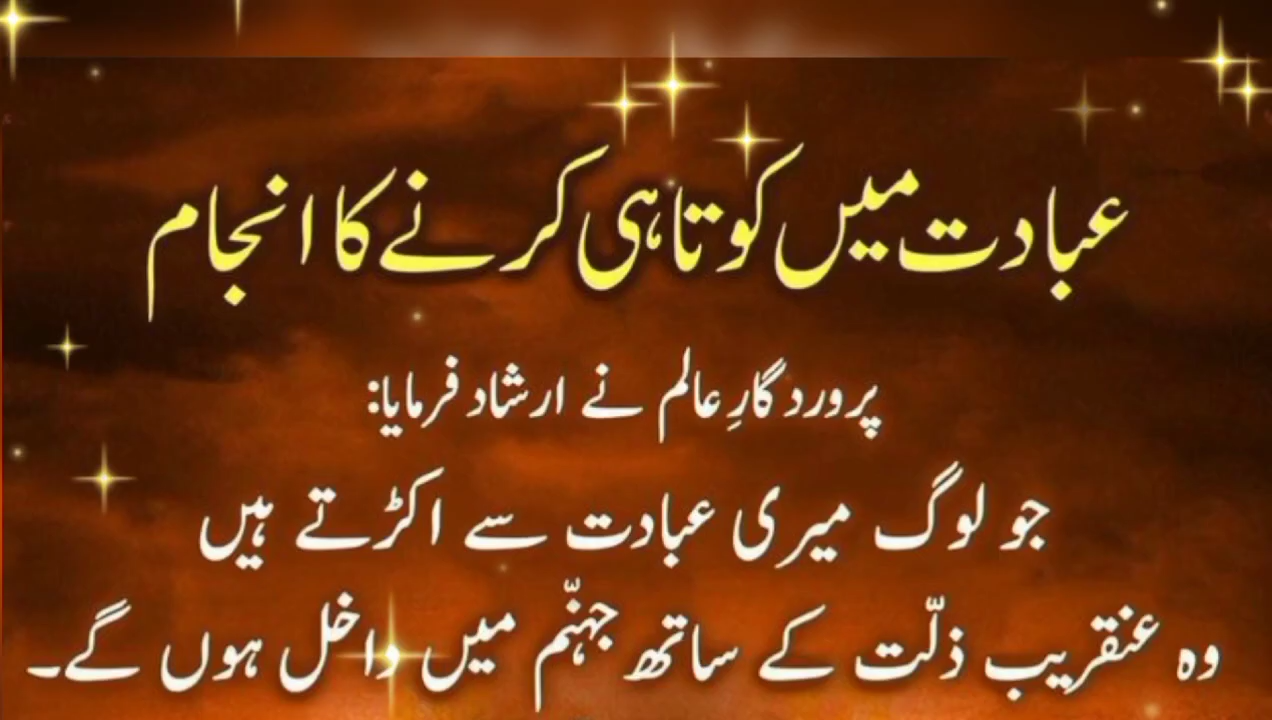 عبادت میں کوتاہی کرنے کا انجام
پروردگارِ عالم نے ارشاد فرمایا:
جو لوگ میری عبادت سے اکڑتے ہیں
وہ عنقریب ذلّت کے ساتھ جہنّم میں داخل ہوں گے۔